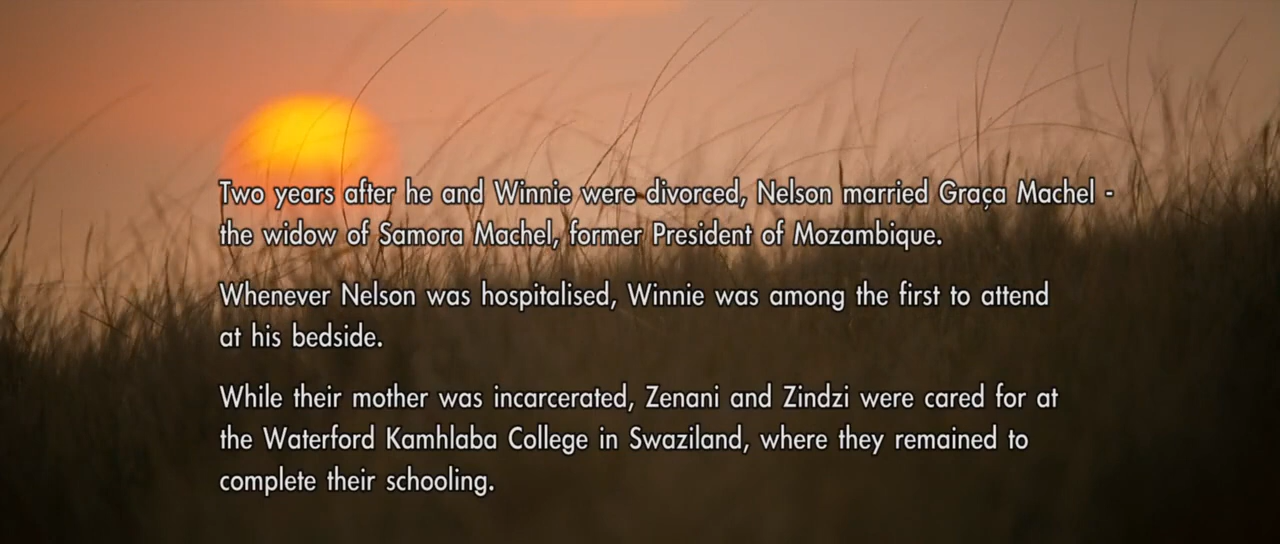 Two years after he and Winnie were divorced, Nelson married Graça Machel -
the widow of Samora Machel, former President of Mozambique.
Whenever Nelson was hospitalised, Winnie was among the first to attend
at his bedside.
While their mother was incarcerated, Zenani and Zindzi were cared for at
the Waterford Kamhlaba College in Swaziland, where they remained to
complete their schooling.